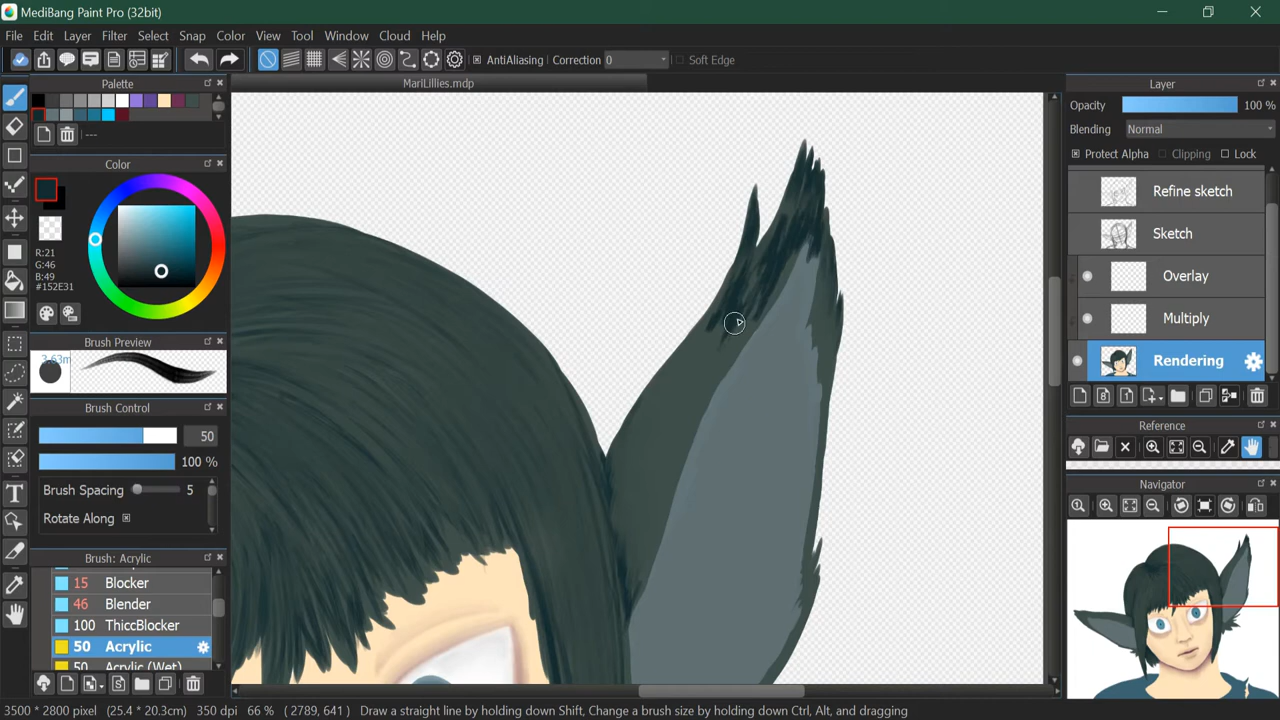 MediBang Paint Pro (32bit)
File Edit Layer Filter Select Snap Color View Tool Window Cloud Help
AntiAliasing Correction 0 Soft Edge
Palette
MariLillies.mdp
---
Color
R:21
G:46
B:49
#152E31
Brush Preview
3.63m
Brush Control
50
100 %
Brush Spacing 5
Rotate Along
Brush: Acrylic
15 Blocker
46 Blender
100 ThiccBlocker
50 Acrylic
50 Acrylic (Wet)
Layer
Opacity 100 %
Blending Normal
Protect Alpha Clipping Lock
Refine sketch
Sketch
Overlay
Multiply
Rendering
Reference
Navigator
3500 * 2800 pixel (25.4 * 20.3cm) 350 dpi 66 % ( 2789, 641 ) Draw a straight line by holding down Shift, Change a brush size by holding down Ctrl, Alt, and dragging